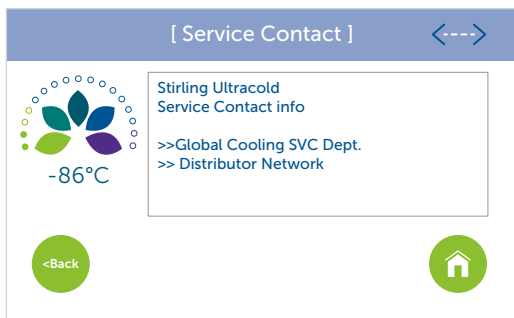 [ Service Contact ]
<---->
Stirling Ultracold
Service Contact info
>>Global Cooling SVC Dept.
>> Distributor Network
-86°C
<Back